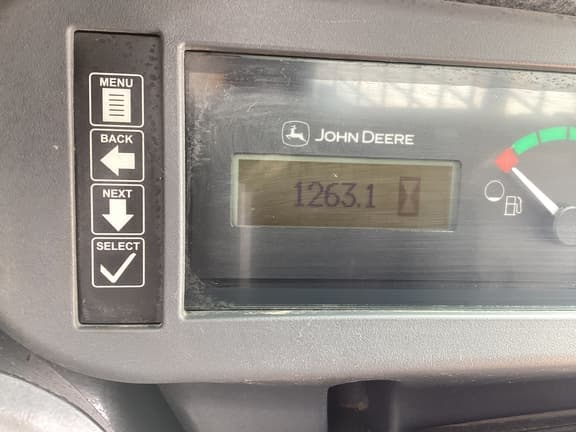 MENU
BACK
NEXT
SELECT
JOHN DEERE
1263.1